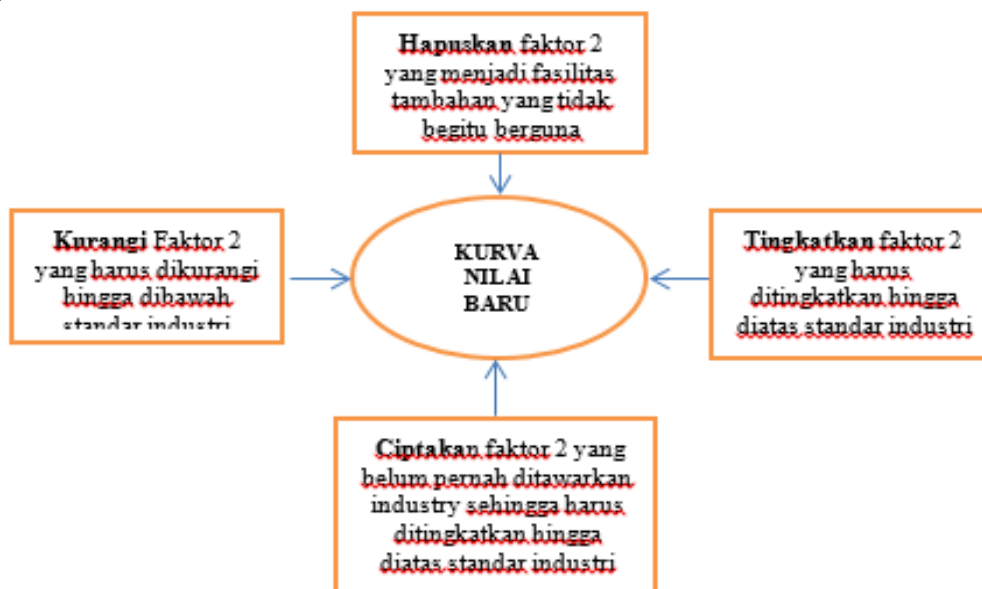 Hapuskan faktor 2
yang menjadi fasilitas
tambahan yang tidak
begitu berguna
Kurangi Faktor 2
yang harus dikurangi
hingga dibawah
standar industri
KURVA
NILAI
BARU
Tingkatkan faktor 2
yang harus
ditingkatkan hingga
diatas standar industri
Ciptakan faktor 2 yang
belum pernah ditawarkan
industry sehingga harus
ditingkatkan hingga
diatas standar industri